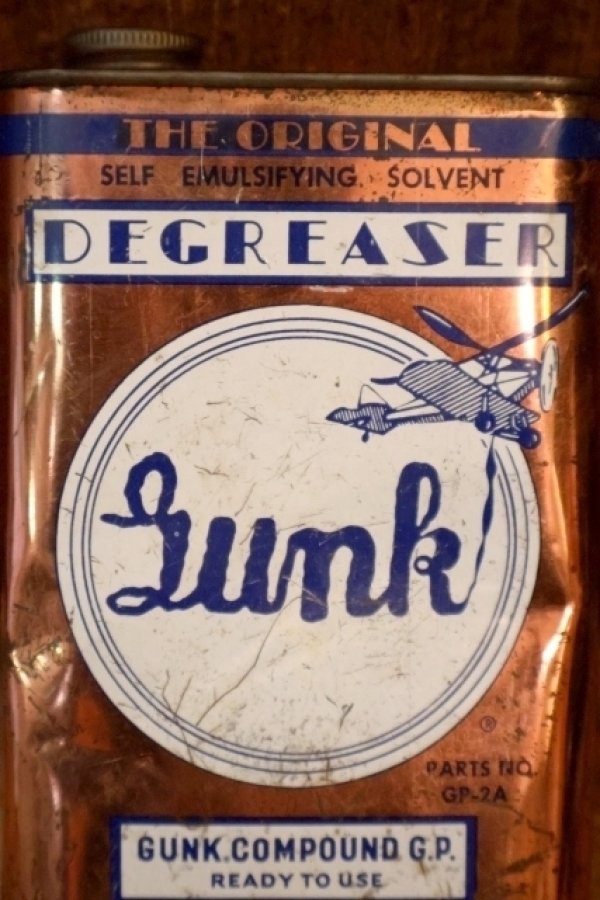 THE ORIGINAL
SELF EMULSIFYING SOLVENT
DEGREASER
Gunk
®
PARTS NO.
GP-2A
GUNK.COMPOUND G.P.
READY TO USE